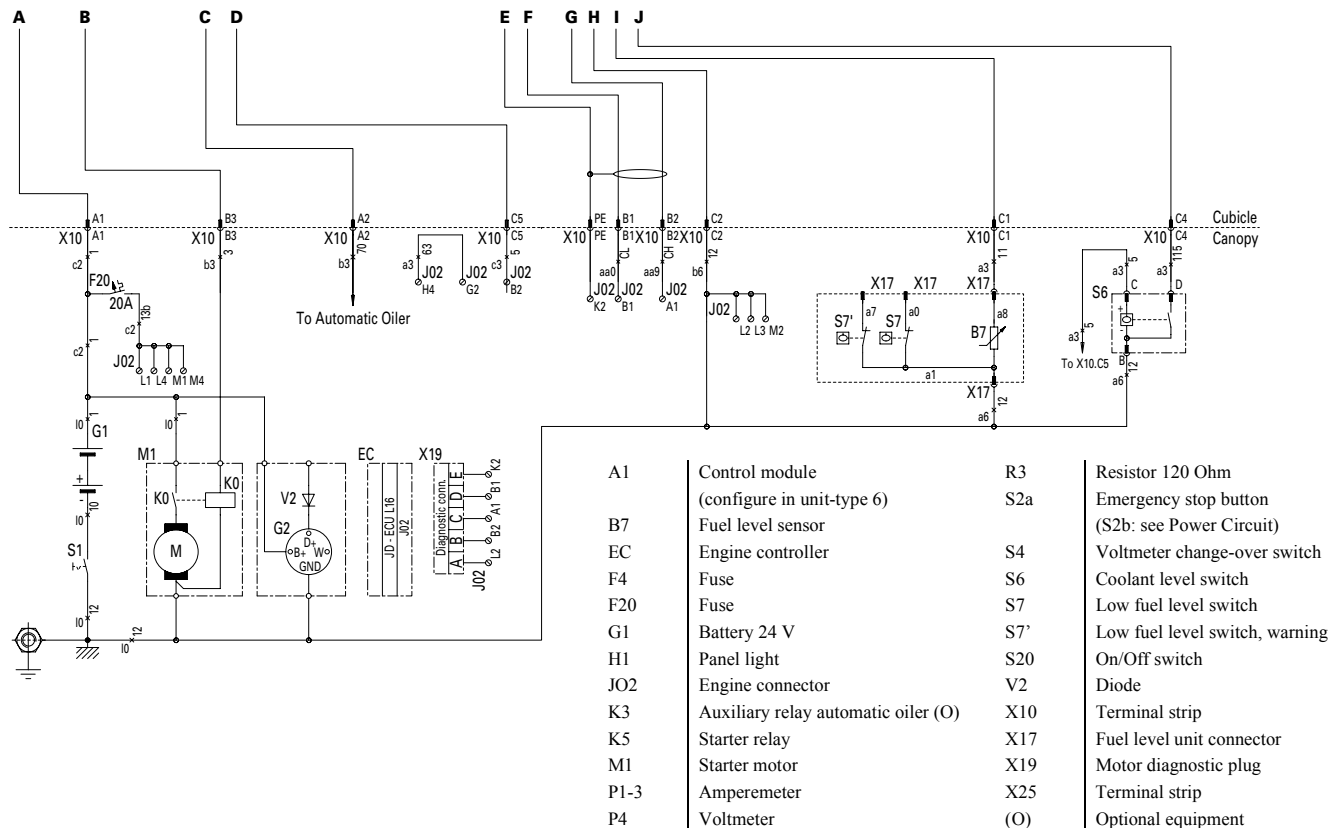 A B C D E F G H I J
A1 B3 A2 C5 PE B1 B2 C2 C1 C4 Cubicle
X10 A1 X10 B3 X10 A2 X10 C5 X10 PE B1 X10 B2 X10 C2 X10 C1 X10 C4 Canopy
1 3 70 63 5 CL CH 12 11 5 115
c2 b3 b3 a3 c3 aa0 aa9 b6 a3 a3 a3
J02 J02 J02 J02 J02 J02
H4 G2 B2 K2 B1 A1
F20
20A
13b
c2
To Automatic Oiler
J02
L2 L3 M2
X17 X17 X17
S7' a7 S7 a0 B7 a8
a1
X17
a6 12
S6 C D
+
-
B
a3 5
To X10.C5
a6 12
c2 1
J02
L1 L4 M1 M4
I0 1
I0 1
G1
+
-
I0 10
S1
I0 12
I0 12
M1
K0 K0
M
V2
G2
D+
B+ W
GND
EC
JD - ECU L16
J02
X19
Diagnostic conn.
A B C D E
K2
B1
A1
B2
L2
J02
A1 Control module
(configure in unit-type 6)
B7 Fuel level sensor
EC Engine controller
F4 Fuse
F20 Fuse
G1 Battery 24 V
H1 Panel light
JO2 Engine connector
K3 Auxiliary relay automatic oiler (O)
K5 Starter relay
M1 Starter motor
P1-3 Amperemeter
P4 Voltmeter
R3 Resistor 120 Ohm
S2a Emergency stop button
(S2b: see Power Circuit)
S4 Voltmeter change-over switch
S6 Coolant level switch
S7 Low fuel level switch
S7’ Low fuel level switch, warning
S20 On/Off switch
V2 Diode
X10 Terminal strip
X17 Fuel level unit connector
X19 Motor diagnostic plug
X25 Terminal strip
(O) Optional equipment